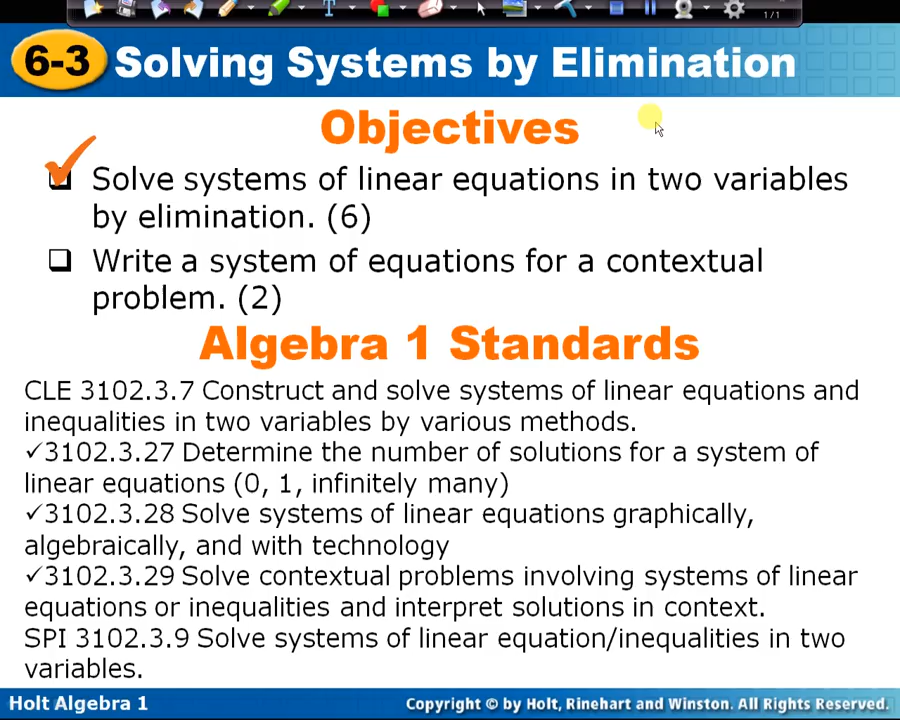 1/1
6-3 Solving Systems by Elimination
Objectives
Solve systems of linear equations in two variables
by elimination. (6)
Write a system of equations for a contextual
problem. (2)
Algebra 1 Standards
CLE 3102.3.7 Construct and solve systems of linear equations and
inequalities in two variables by various methods.
✓3102.3.27 Determine the number of solutions for a system of
linear equations (0, 1, infinitely many)
✓3102.3.28 Solve systems of linear equations graphically,
algebraically, and with technology
✓3102.3.29 Solve contextual problems involving systems of linear
equations or inequalities and interpret solutions in context.
SPI 3102.3.9 Solve systems of linear equation/inequalities in two
variables.
Holt Algebra 1
Copyright © by Holt, Rinehart and Winston. All Rights Reserved.